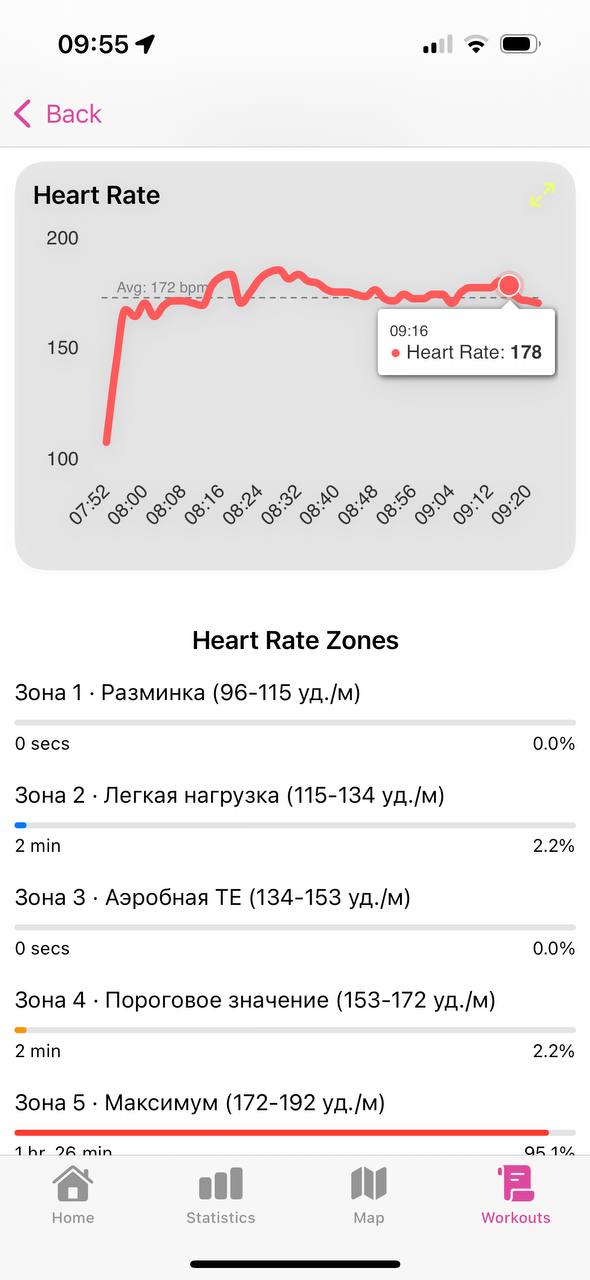 09:55
Back
Heart Rate
200
Avg: 172 bpm
150
09:16
Heart Rate: 178
100
07:52 08:00 08:08 08:16 08:24 08:32 08:40 08:48 08:56 09:04 09:12 09:20
Heart Rate Zones
Зона 1 · Разминка (96-115 уд./м)
0 secs 0.0%
Зона 2 · Легкая нагрузка (115-134 уд./м)
2 min 2.2%
Зона 3 · Аэробная ТЕ (134-153 уд./м)
0 secs 0.0%
Зона 4 · Пороговое значение (153-172 уд./м)
2 min 2.2%
Зона 5 · Максимум (172-192 уд./м)
1 hr, 26 min 95.1%
Home Statistics Map Workouts